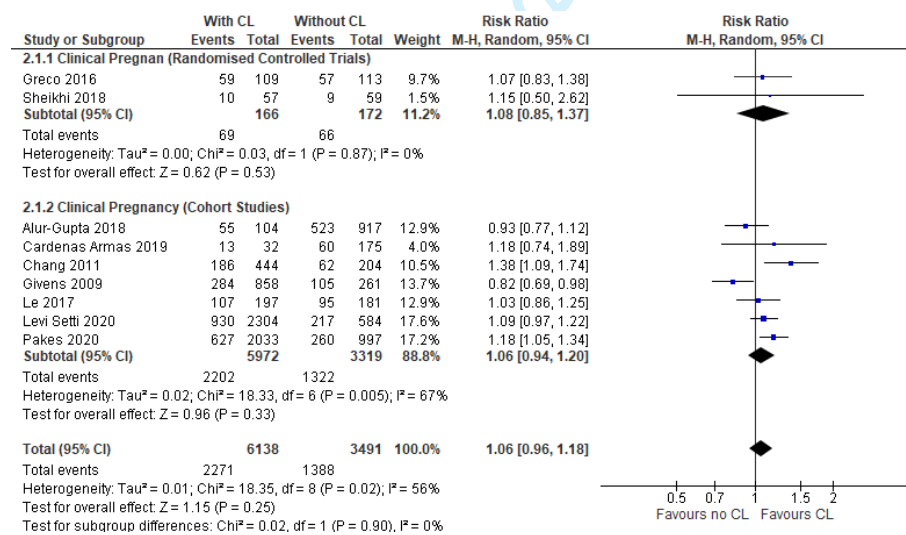 With CL Without CL Risk Ratio Risk Ratio
Study or Subgroup Events Total Events Total Weight M-H, Random, 95% CI M-H, Random, 95% CI
2.1.1 Clinical Pregnan (Randomised Controlled Trials)
Greco 2016 59 109 57 113 9.7% 1.07 [0.83, 1.38]
Sheikhi 2018 10 57 9 59 1.5% 1.15 [0.50, 2.62]
Subtotal (95% CI) 166 172 11.2% 1.08 [0.85, 1.37]
Total events 69 66
Heterogeneity: Tau² = 0.00; Chi² = 0.03, df = 1 (P = 0.87); I² = 0%
Test for overall effect: Z = 0.62 (P = 0.53)
2.1.2 Clinical Pregnancy (Cohort Studies)
Alur-Gupta 2018 55 104 523 917 12.9% 0.93 [0.77, 1.12]
Cardenas Armas 2019 13 32 60 175 4.0% 1.18 [0.74, 1.89]
Chang 2011 186 444 62 204 10.5% 1.38 [1.09, 1.74]
Givens 2009 284 858 105 261 13.7% 0.82 [0.69, 0.98]
Le 2017 107 197 95 181 12.9% 1.03 [0.86, 1.25]
Levi Setti 2020 930 2304 217 584 17.6% 1.09 [0.97, 1.22]
Pakes 2020 627 2033 260 997 17.2% 1.18 [1.05, 1.34]
Subtotal (95% CI) 5972 3319 88.8% 1.06 [0.94, 1.20]
Total events 2202 1322
Heterogeneity: Tau² = 0.02; Chi² = 18.33, df = 6 (P = 0.005); I² = 67%
Test for overall effect: Z = 0.96 (P = 0.33)
Total (95% CI) 6138 3491 100.0% 1.06 [0.96, 1.18]
Total events 2271 1388
Heterogeneity: Tau² = 0.01; Chi² = 18.35, df = 8 (P = 0.02); I² = 56%
Test for overall effect: Z = 1.15 (P = 0.25)
Test for subgroup differences: Chi² = 0.02, df = 1 (P = 0.90), I² = 0%
0.5 0.7 1 1.5 2
Favours no CL Favours CL